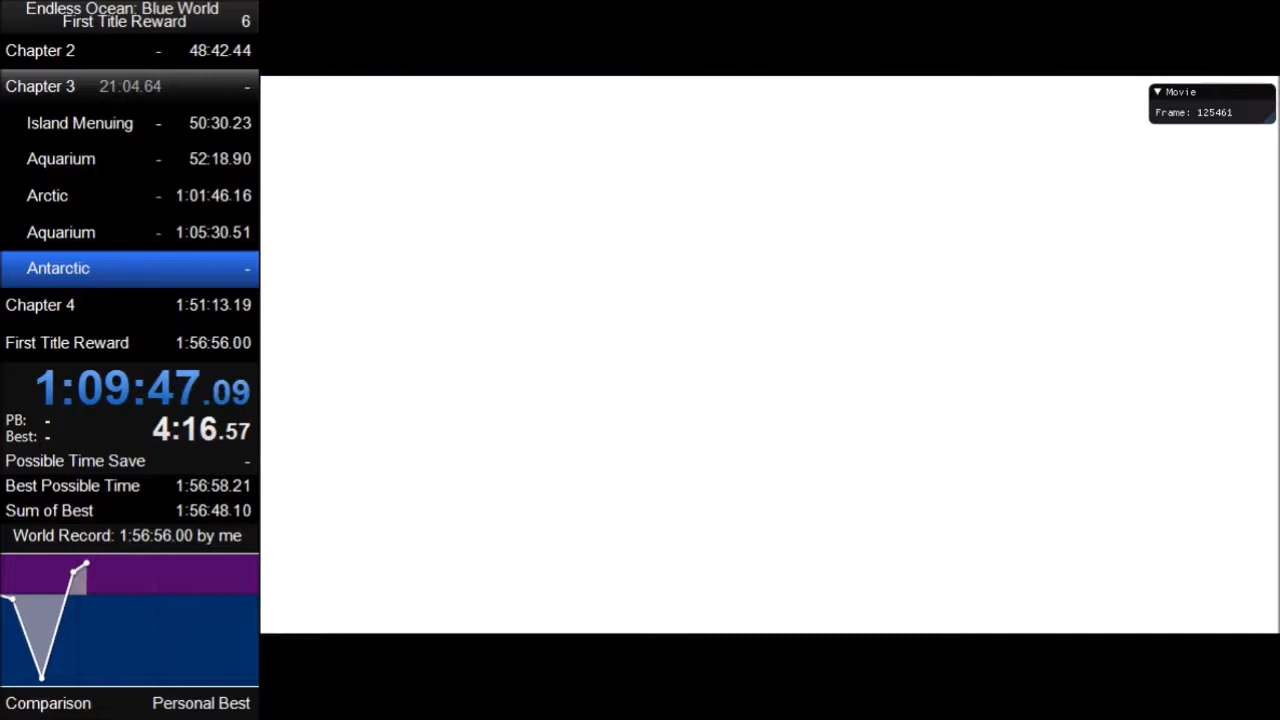 Endless Ocean: Blue World
First Title Reward 6
Chapter 2 - 48:42.44
Chapter 3 21:04.64 -
Island Menuing - 50:30.23
Aquarium - 52:18.90
Arctic - 1:01:46.16
Aquarium - 1:05:30.51
Antarctic -
Chapter 4 1:51:13.19
First Title Reward 1:56:56.00
1:09:47.09
PB: -
Best: -
4:16.57
Possible Time Save -
Best Possible Time 1:56:58.21
Sum of Best 1:56:48.10
World Record: 1:56:56.00 by me
Comparison Personal Best
▼ Movie
Frame: 125461